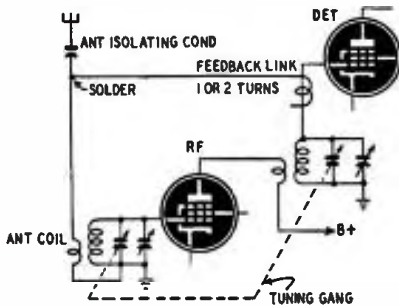 DET
ANT ISOLATING COND
FEEDBACK LINK
SOLDER
1 OR 2 TURNS
RF
ANT COIL
B+
TUNING GANG